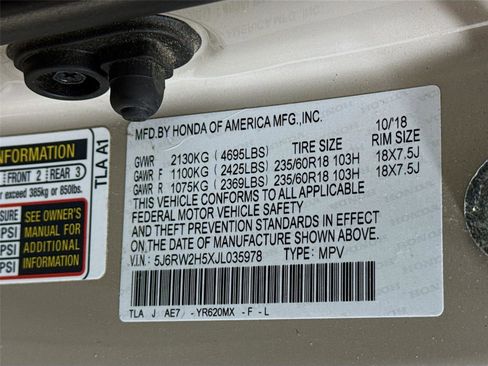 MFD.BY HONDA OF AMERICA MFG.,INC. 10/18
TIRE SIZE RIM SIZE
GVWR 2130KG (4695LBS)
GAWR F 1100KG (2425LBS) 235/60R18 103H 18X7.5J
GAWR R 1075KG (2369LBS) 235/60R18 103H 18X7.5J
THIS VEHICLE CONFORMS TO ALL APPLICABLE
FEDERAL MOTOR VEHICLE SAFETY
AND THEFT PREVENTION STANDARDS IN EFFECT
ON THE DATE OF MANUFACTURE SHOWN ABOVE.
V.I.N: 5J6RW2H5XJL035978 TYPE: MPV
TLA J AE7 -YR620MX -F -L
TLA A1
INFORMATION
FRONT 2 REAR 3
exceed 385kg or 850lbs.
SEE OWNER'S
MANUAL FOR
ADDITIONAL
INFORMATION
PSI
PSI